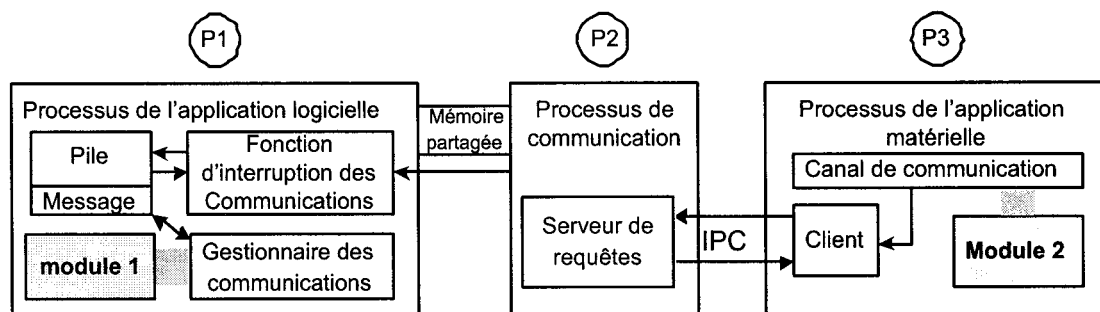 P1
P2
P3
Processus de l'application logicielle
Pile
Message
Fonction
d'interruption des
Communications
module 1
Gestionnaire des
communications
Mémoire
partagée
Processus de
communication
Serveur de
requêtes
IPC
Processus de l'application
matérielle
Canal de communication
Client
Module 2